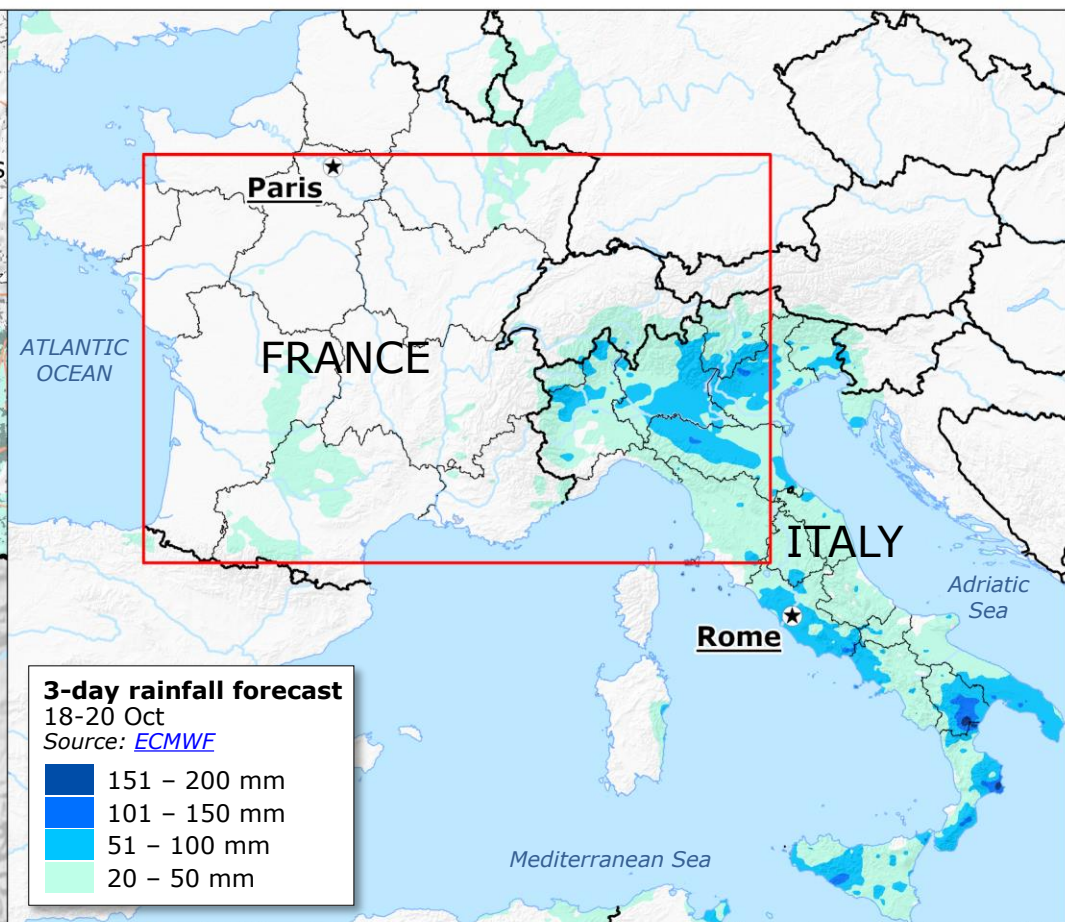 Paris
ATLANTIC
OCEAN
FRANCE
ITALY
Adriatic
Sea
Rome
3-day rainfall forecast
18-20 Oct
Source: ECMWF
151 – 200 mm
101 – 150 mm
51 – 100 mm
20 – 50 mm
Mediterranean Sea